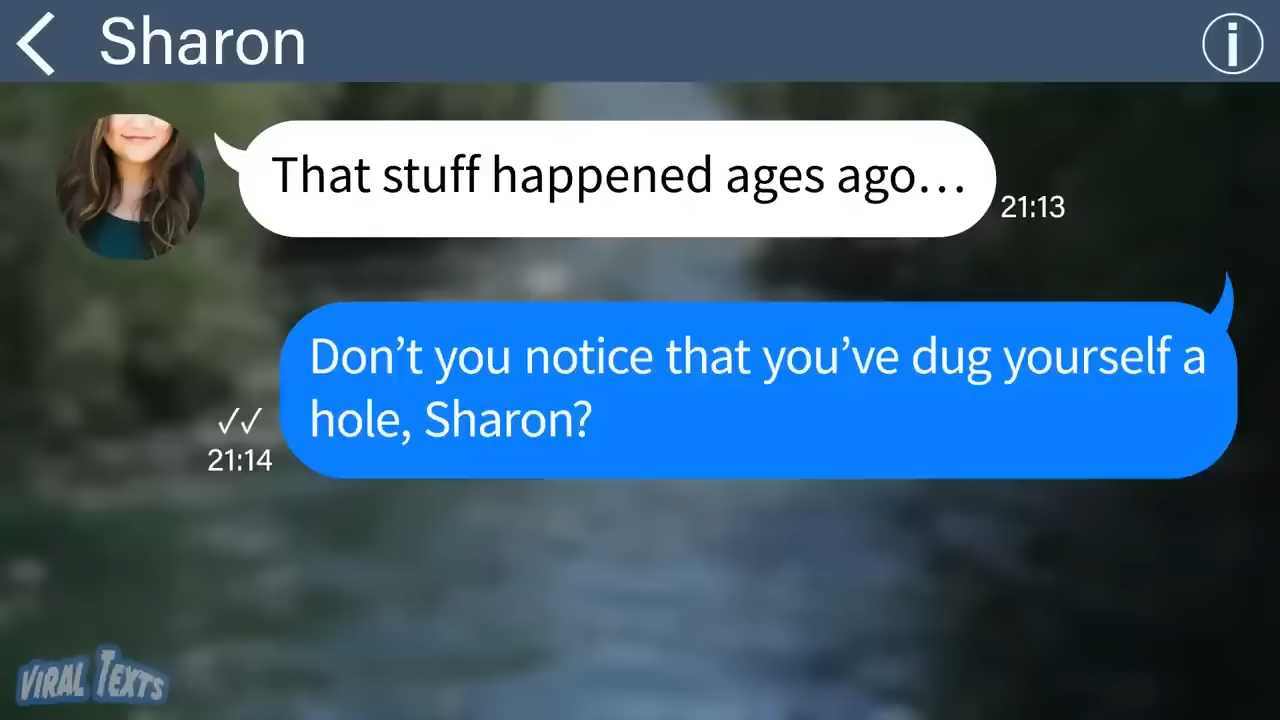 Sharon
That stuff happened ages ago…
21:13
Don’t you notice that you’ve dug yourself a
hole, Sharon?
21:14
VIRAL TEXTS